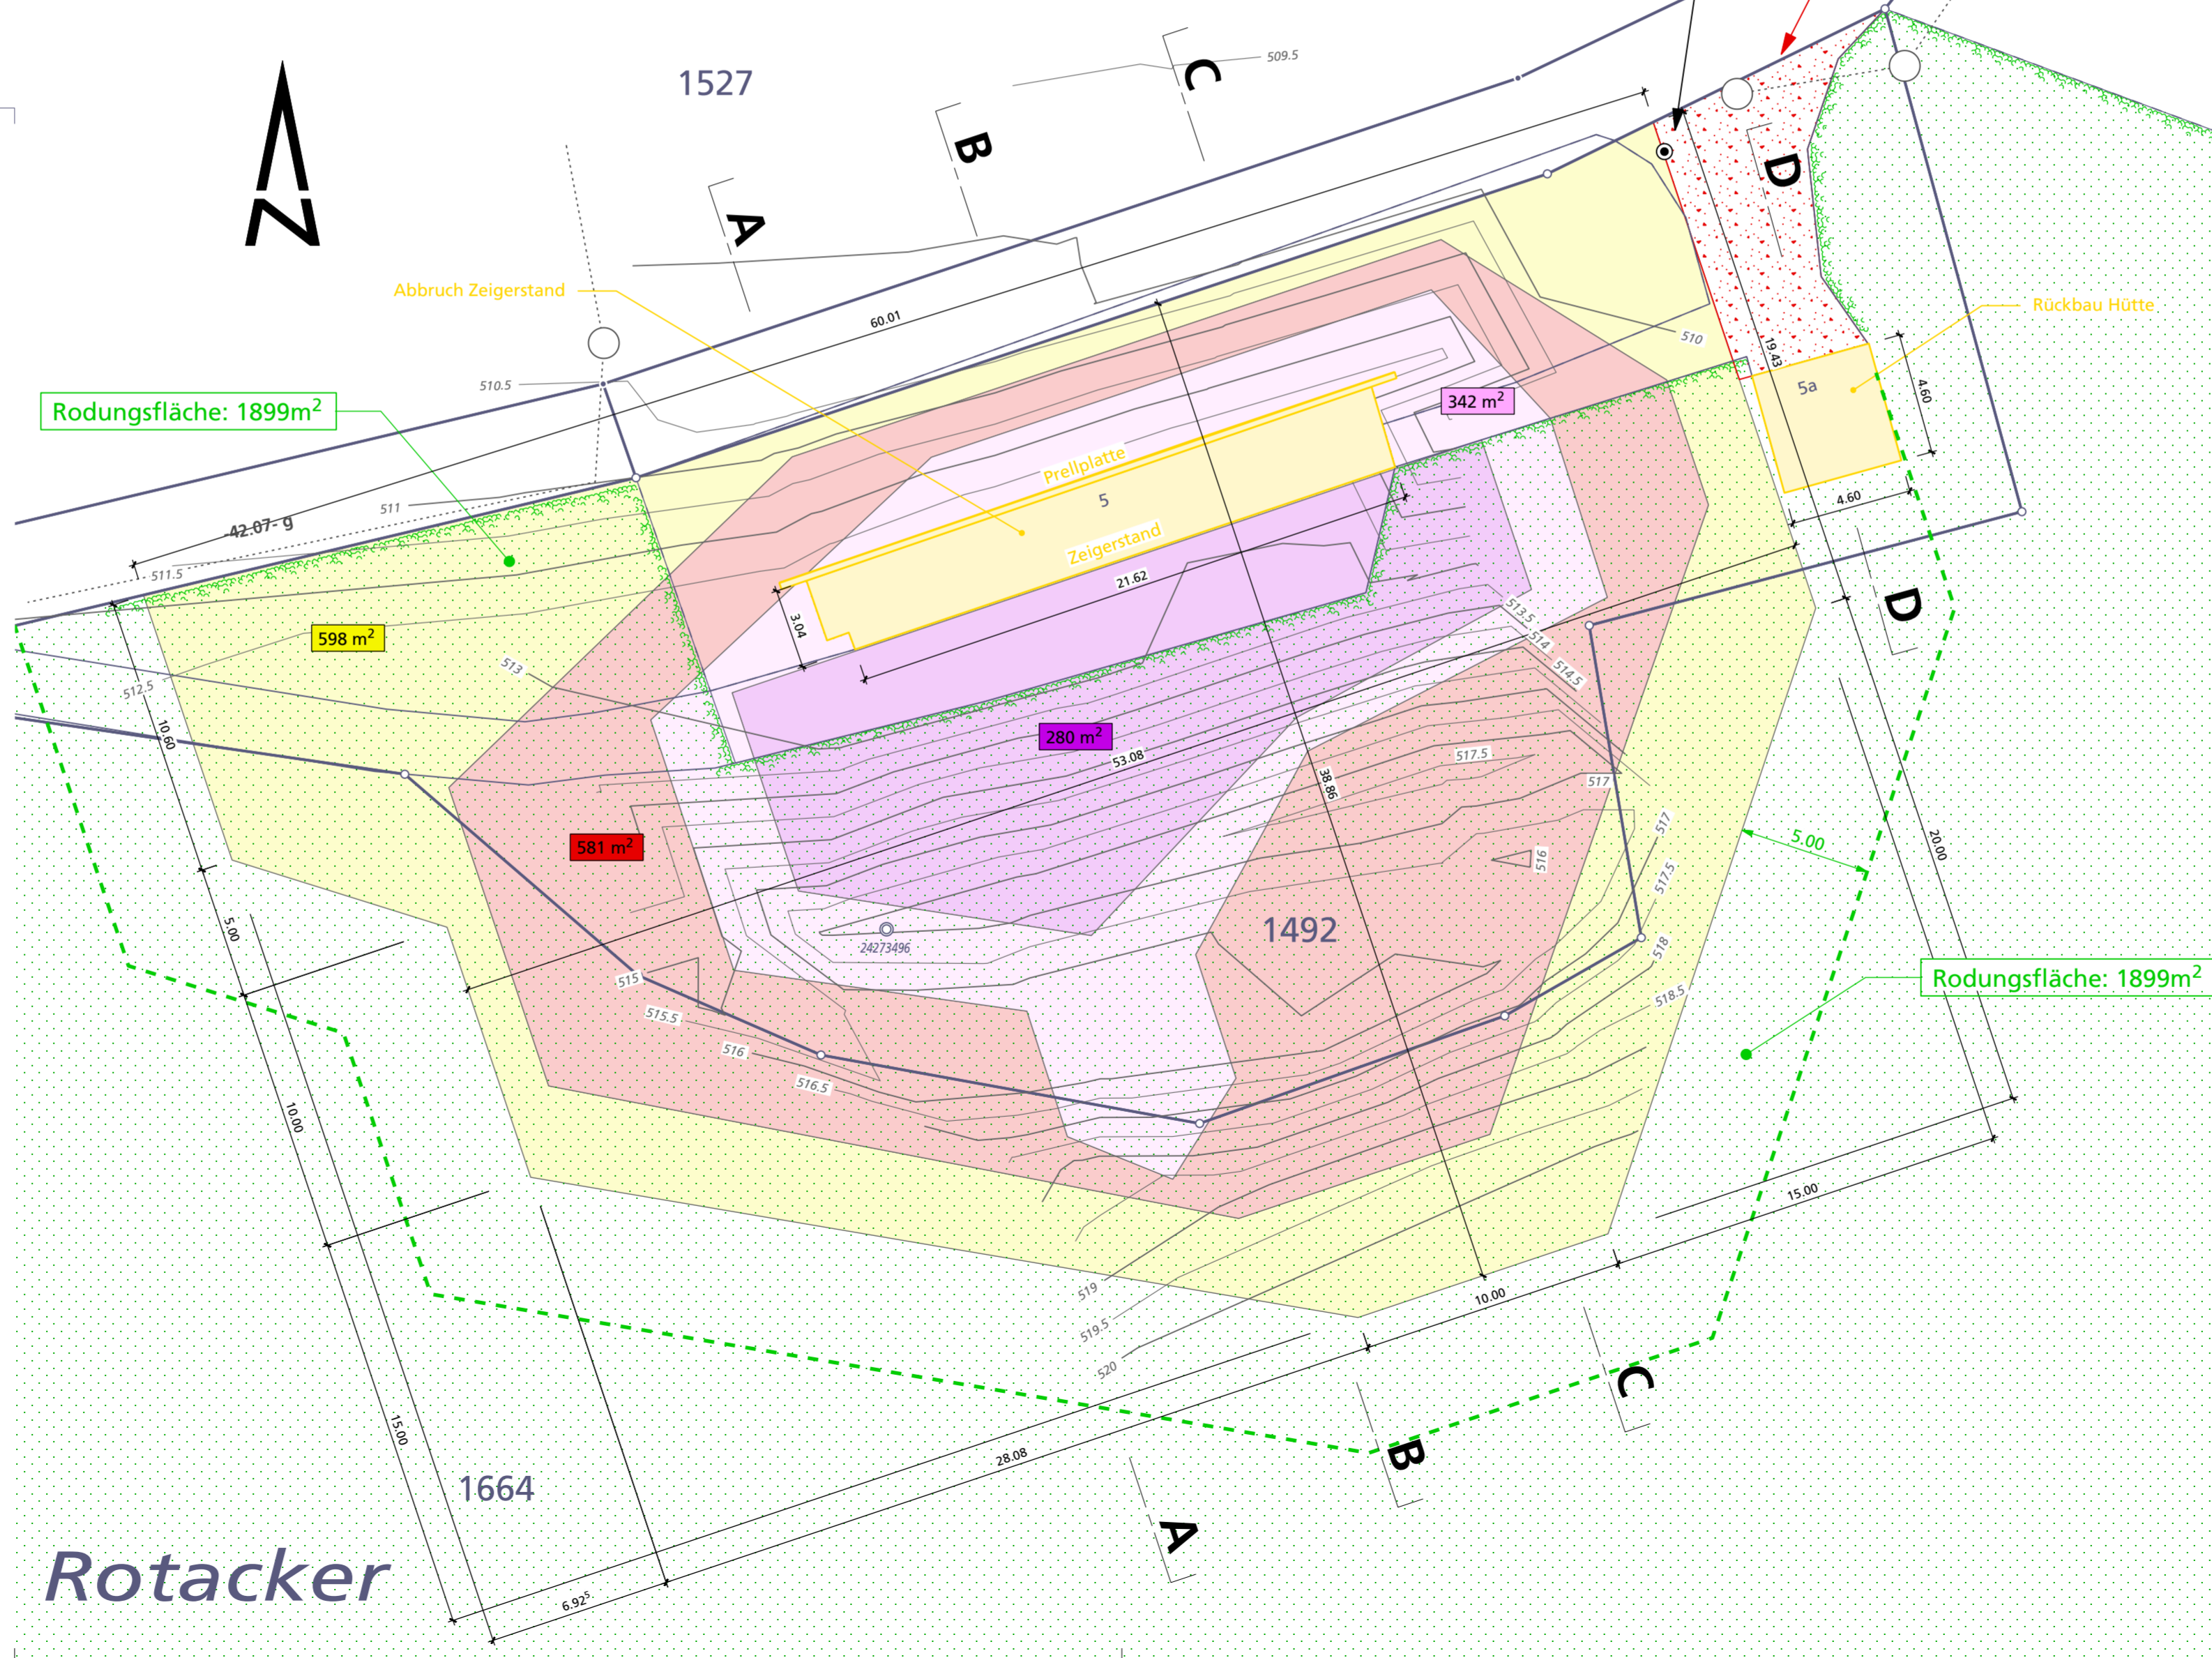 1527
509.5
C
B
A
D
N
Abbruch Zeigerstand
Rückbau Hütte
60.01
510
19.43
5a
4.60
510.5
Rodungsfläche: 1899m²
342 m²
Prellplatte
5
4.60
511
42.07- g
Zeigerstand
511.5
21.62
D
3.04
598 m²
513.5
514
514.5
513
512.5
10.60
280 m²
53.08
38.86
517.5
517
517
5.00
20.00
581 m²
516
517.5
5.00
1492
24273496
518
Rodungsfläche: 1899m²
515
518.5
515.5
516
516.5
10.00
15.00
519
10.00
519.5
520
C
15.00
B
28.08
1664
A
Rotacker
6.92⁵